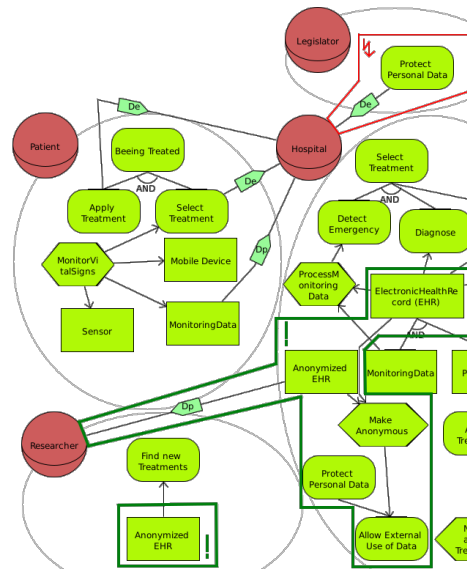 Legislator
Protect
Personal Data
De
De
Patient
Hospital
Beeing Treated
AND
Apply
Treatment
Select
Treatment
De
Select
Treatment
AND
Detect
Emergency
Diagnose
MonitorVi
talSigns
Mobile Device
Dp
ProcessM
onitoring
Data
ElectronicHealthRe
cord (EHR)
Sensor
MonitoringData
!
AND
Anonymized
EHR
MonitoringData
P
Dp
Researcher
Make
Anonymous
A
Trea
Find new
Treatments
Protect
Personal Data
Anonymized
EHR
!
Allow External
Use of Data
N
a
Trea